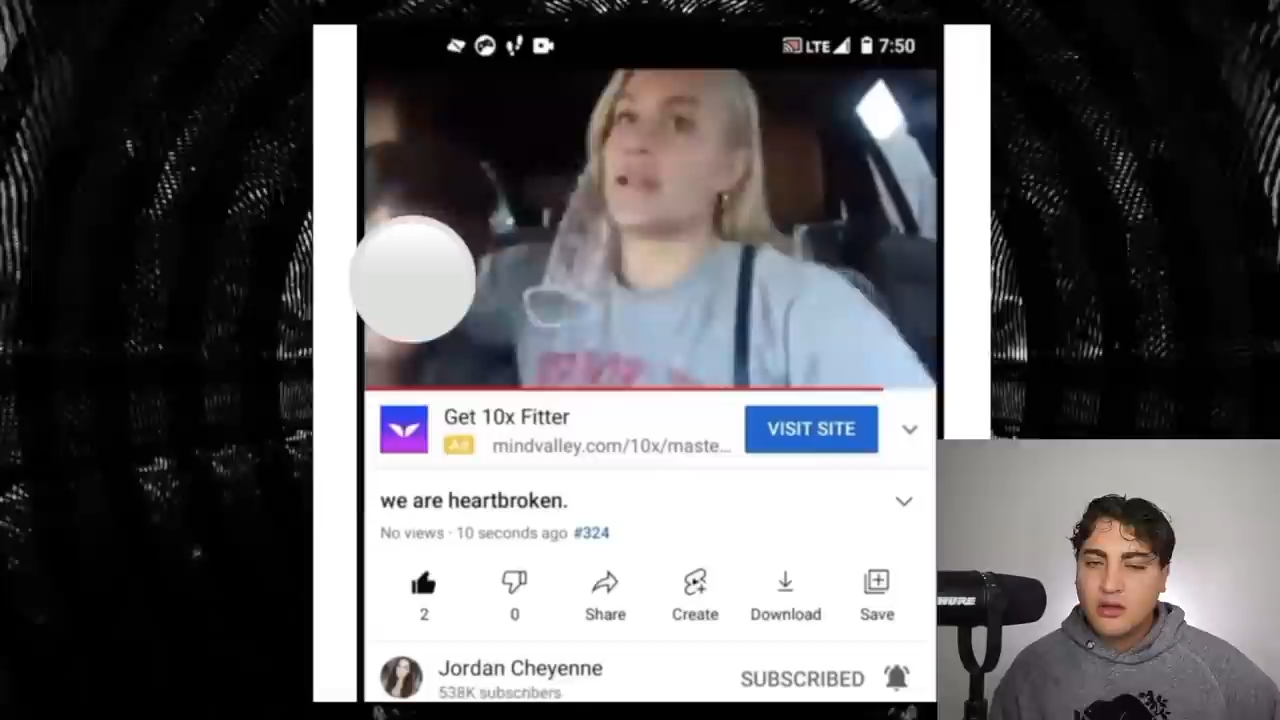 LTE 7:50
Get 10x Fitter
VISIT SITE
Ad mindvalley.com/10x/maste...
we are heartbroken.
No views · 10 seconds ago #324
2 0 Share Create Download Save
Jordan Cheyenne
SUBSCRIBED
538K subscribers